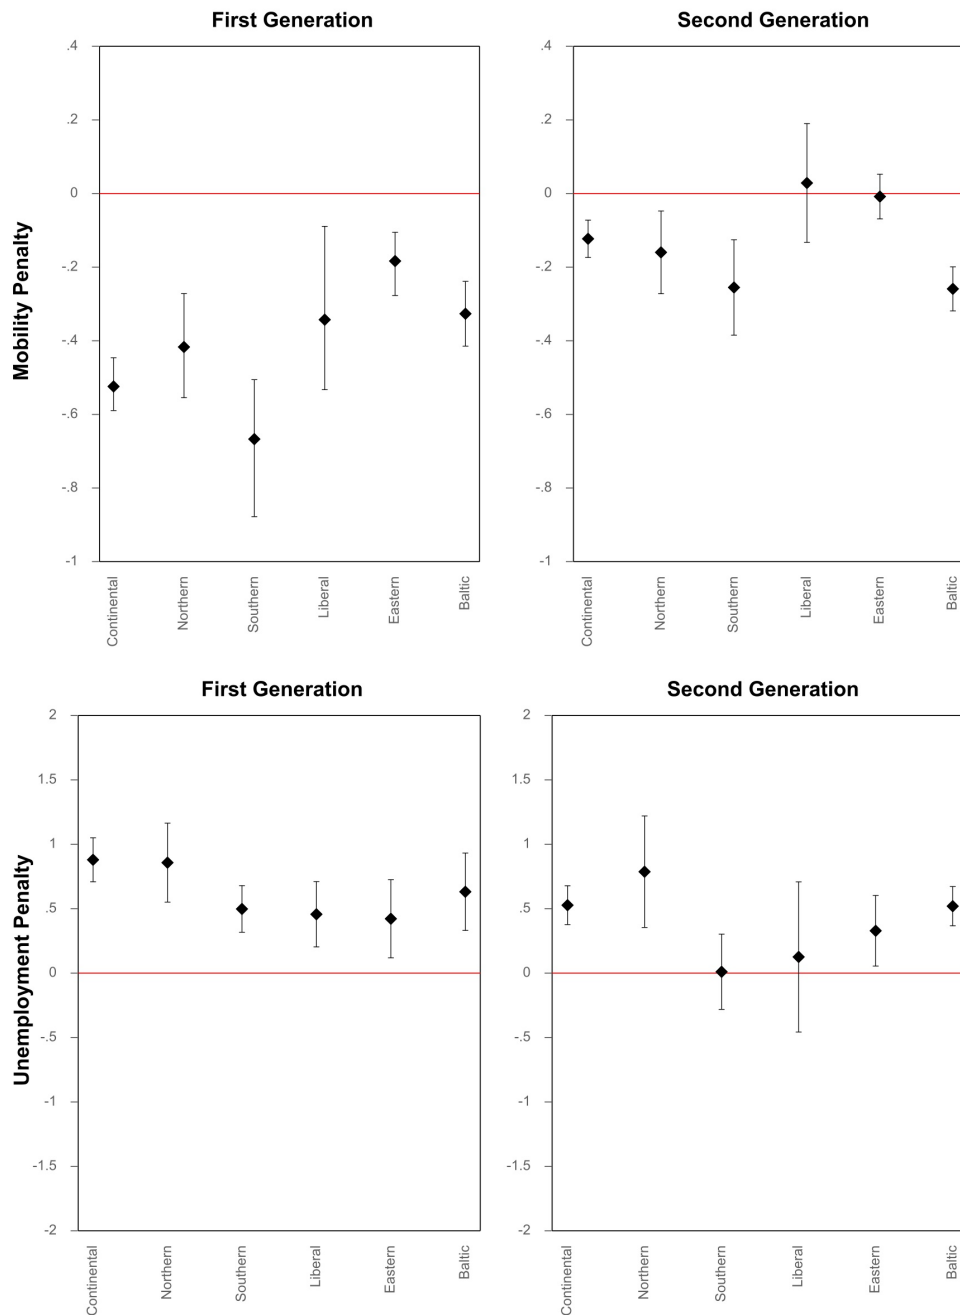 First Generation
Second Generation
Mobility Penalty
.4
.2
0
-.2
-.4
-.6
-.8
-1
Continental
Northern
Southern
Liberal
Eastern
Baltic
.4
.2
0
-.2
-.4
-.6
-.8
-1
Continental
Northern
Southern
Liberal
Eastern
Baltic
First Generation
Second Generation
Unemployment Penalty
2
1.5
1
.5
0
-.5
-1
-1.5
-2
Continental
Northern
Southern
Liberal
Eastern
Baltic
2
1.5
1
.5
0
-.5
-1
-1.5
-2
Continental
Northern
Southern
Liberal
Eastern
Baltic